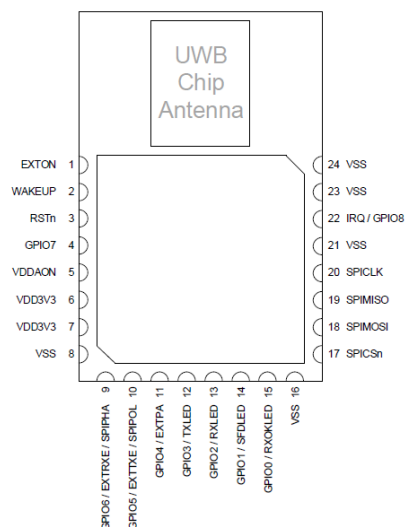 UWB
Chip
Antenna
EXTON 1
WAKEUP 2
RSTn 3
GPIO7 4
VDDAON 5
VDD3V3 6
VDD3V3 7
VSS 8
24 VSS
23 VSS
22 IRQ / GPIO8
21 VSS
20 SPICLK
19 SPIMISO
18 SPIMOSI
17 SPICSn
GPIO6 / EXTRXE / SPIPHA 9
GPIO5 / EXTTXE / SPIPOL 10
GPIO4 / EXTPA 11
GPIO3 / TXLED 12
GPIO2 / RXLED 13
GPIO1 / SFDLED 14
GPIO0 / RXOKLED 15
VSS 16